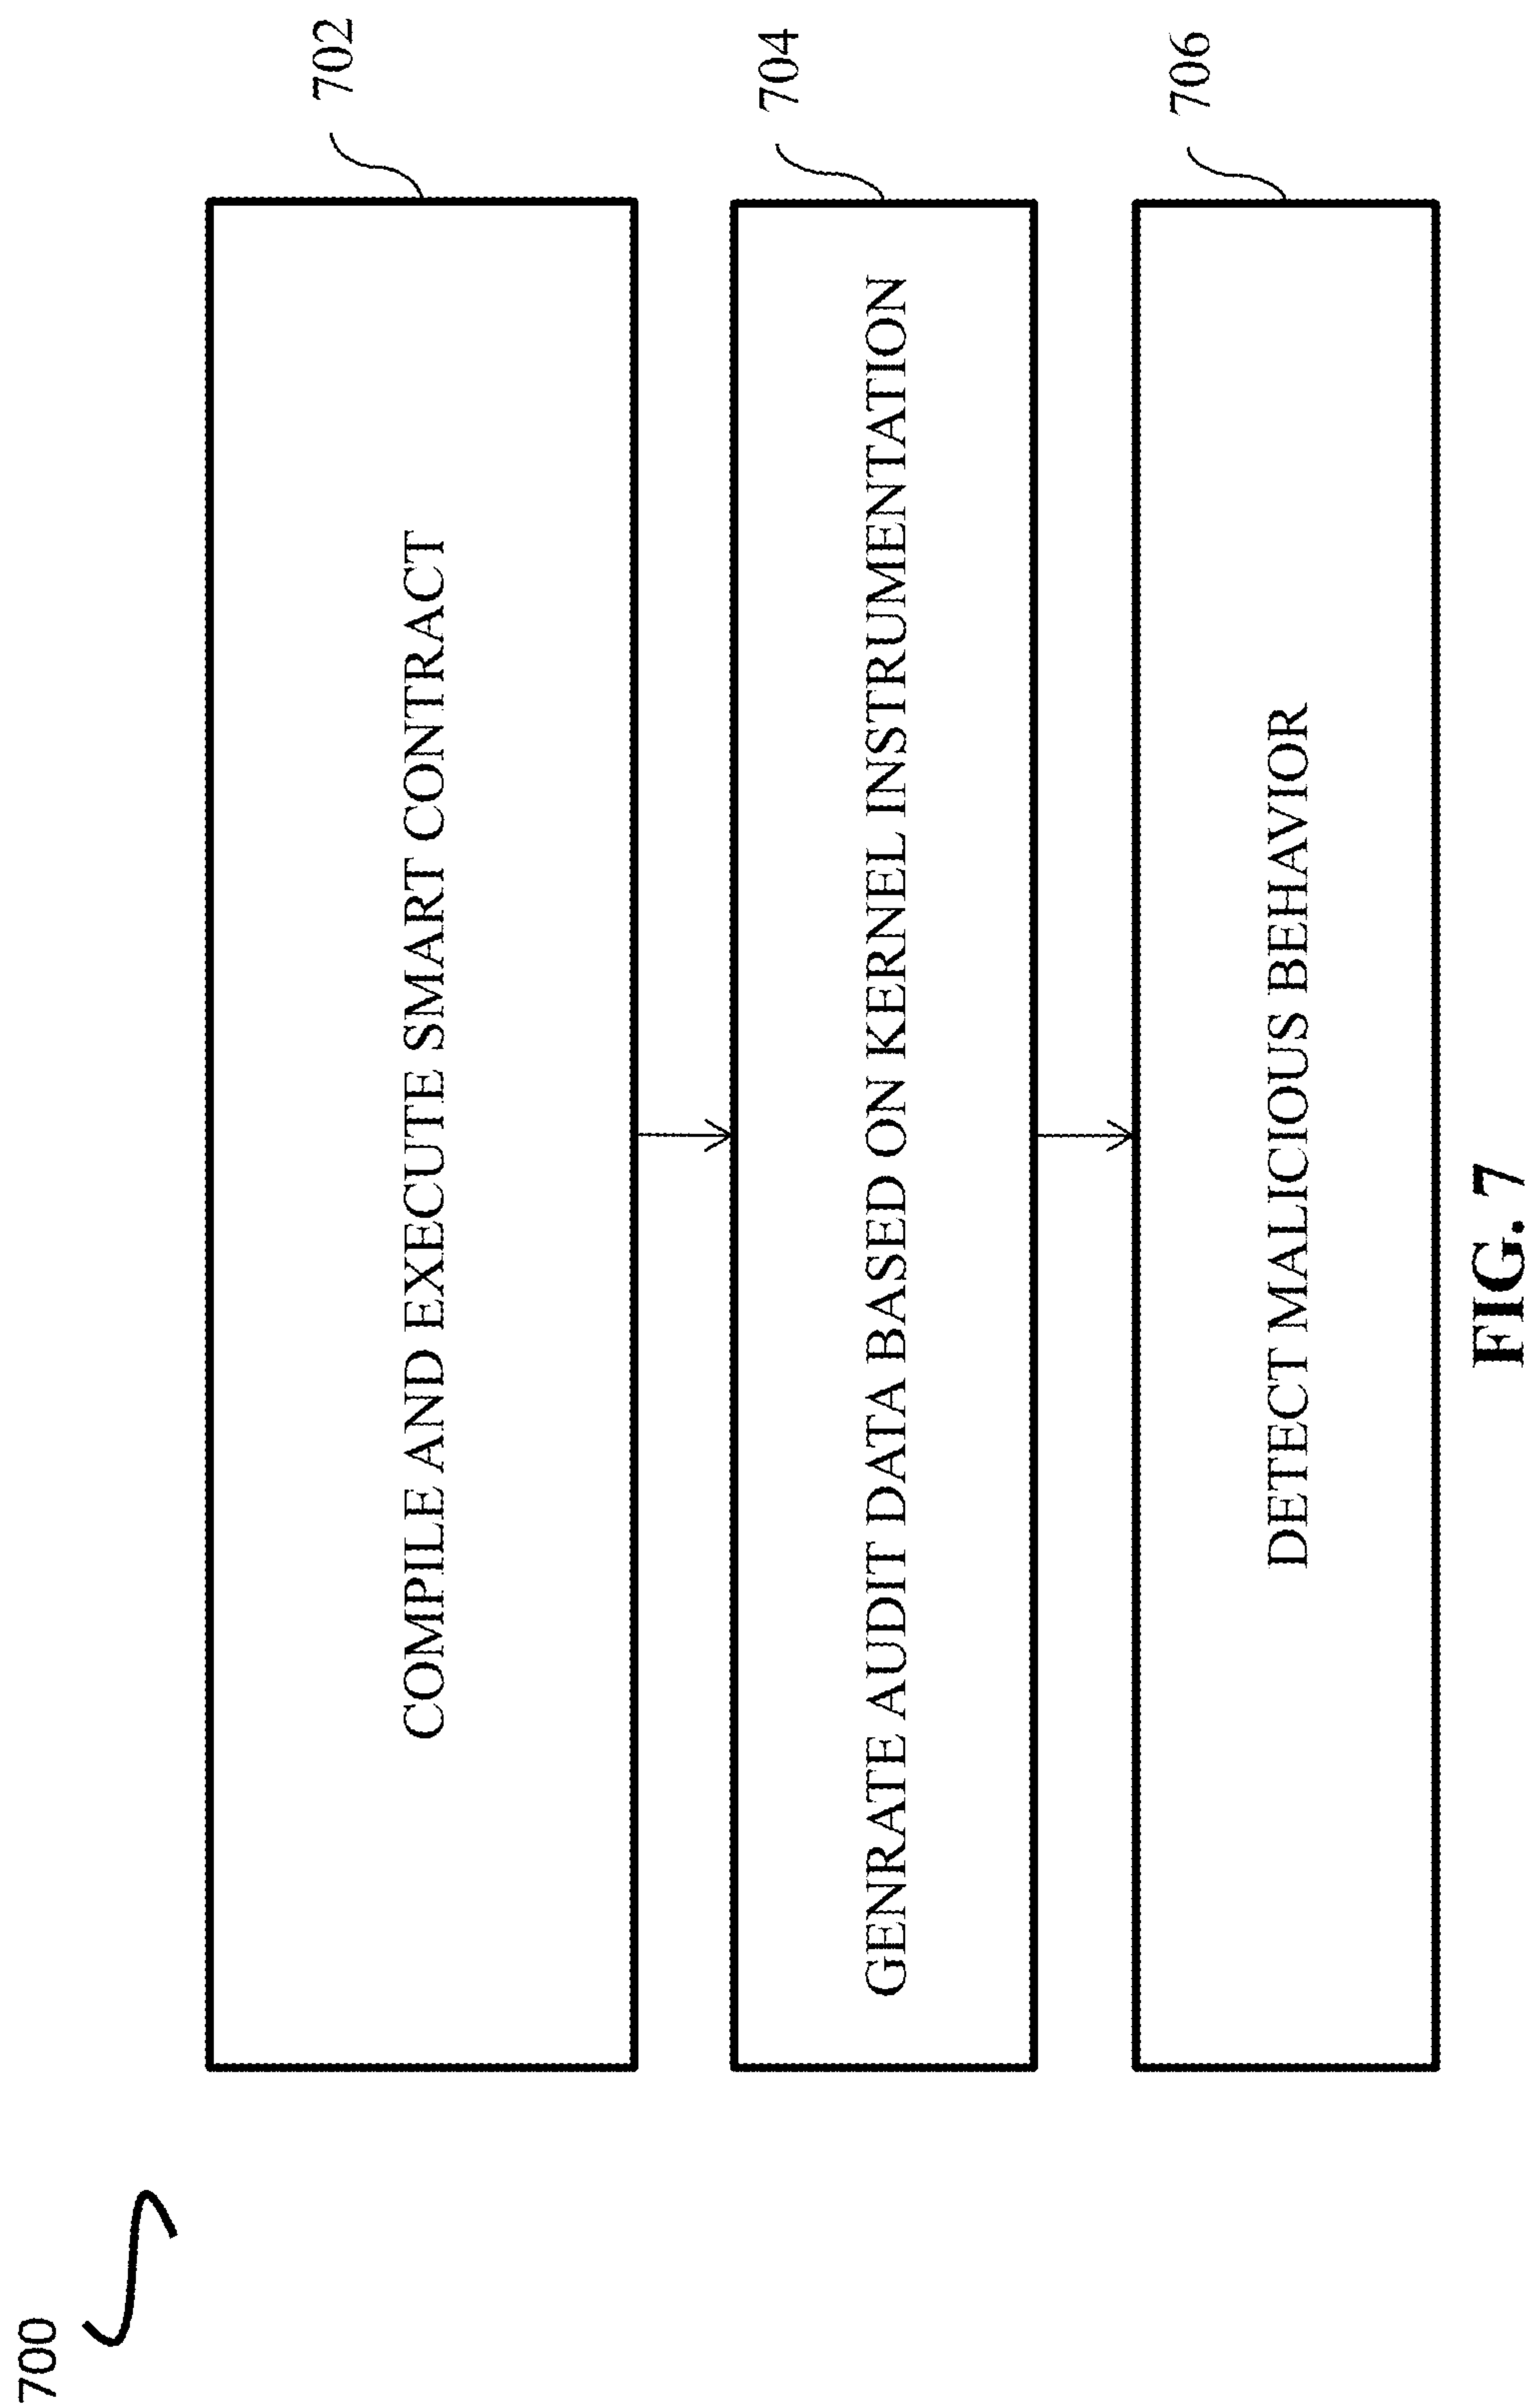 700
702
COMPILE AND EXECUTE SMART CONTRACT
704
GENRATE AUDIT DATA BASED ON KERNEL INSTRUMENTATION
706
DETECT MALICIOUS BEHAVIOR
FIG. 7